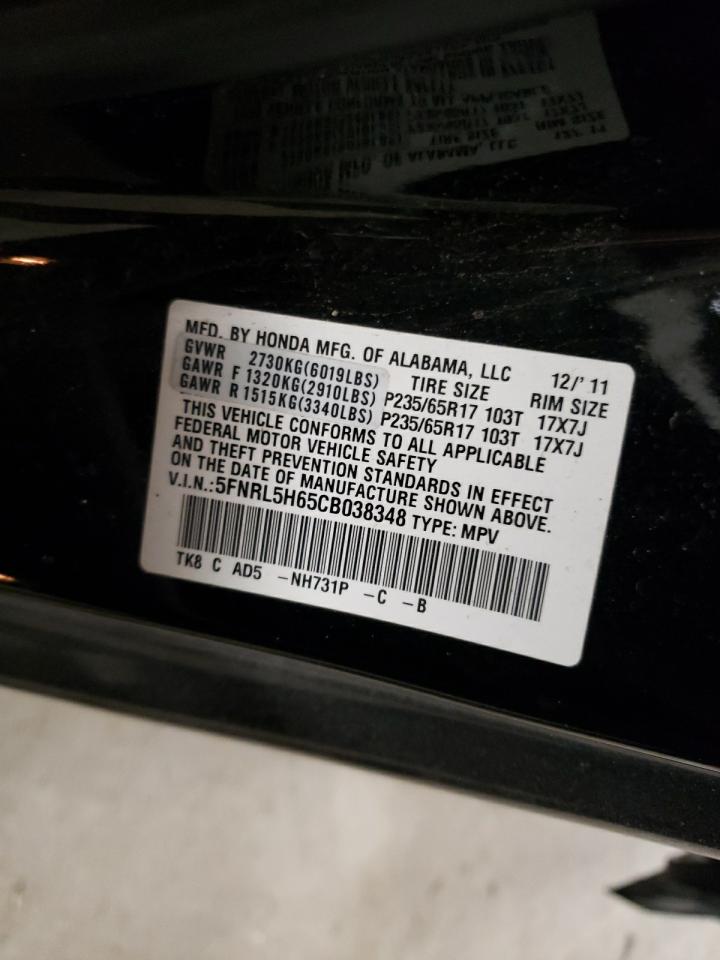 MFD. BY HONDA MFG. OF ALABAMA, LLC 12/'11
GVWR 2730KG(6019LBS) TIRE SIZE RIM SIZE
GAWR F 1320KG(2910LBS) P235/65R17 103T 17X7J
GAWR R 1515KG(3340LBS) P235/65R17 103T 17X7J
THIS VEHICLE CONFORMS TO ALL APPLICABLE
FEDERAL MOTOR VEHICLE SAFETY
AND THEFT PREVENTION STANDARDS IN EFFECT
ON THE DATE OF MANUFACTURE SHOWN ABOVE.
V.I.N.:5FNRL5H65CB038348 TYPE: MPV
TK8 C AD5 -NH731P -C -B